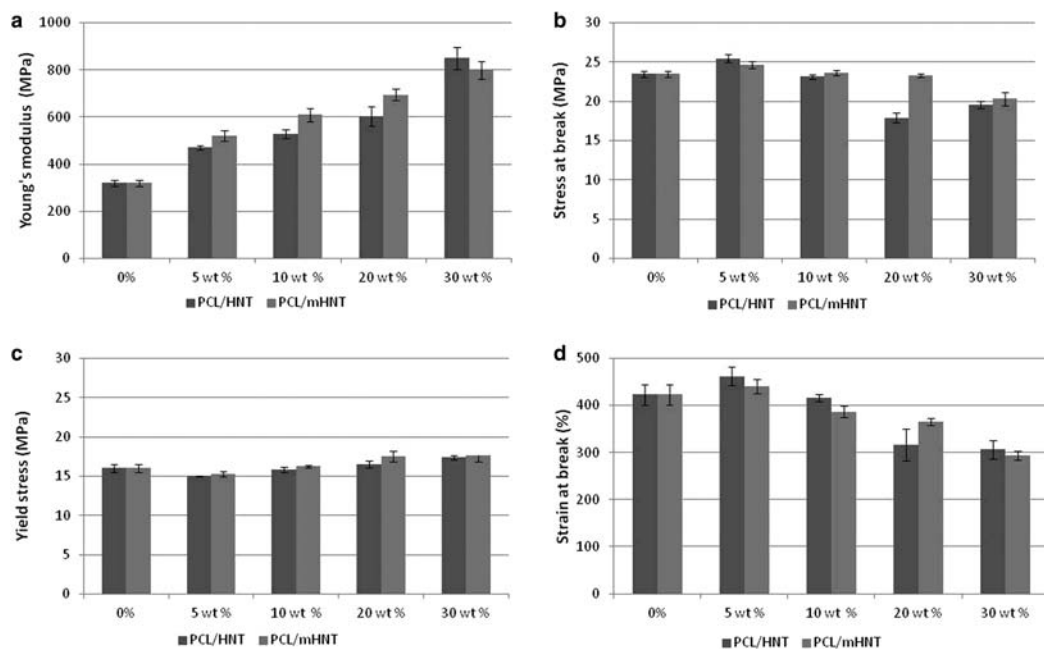 a
Young's modulus (MPa)
1000
800
600
400
200
0
0%
5 wt %
10 wt %
20 wt %
30 wt %
PCL/HNT
PCL/mHNT
b
Stress at break (MPa)
30
25
20
15
10
5
0
0%
5 wt %
10 wt %
20 wt %
30 wt %
PCL/HNT
PCL/mHNT
c
Yield stress (MPa)
30
25
20
15
10
5
0
0%
5 wt %
10 wt %
20 wt %
30 wt %
PCL/HNT
PCL/mHNT
d
Strain at break (%)
500
400
300
200
100
0
0%
5 wt %
10 wt %
20 wt %
30 wt %
PCL/HNT
PCL/mHNT